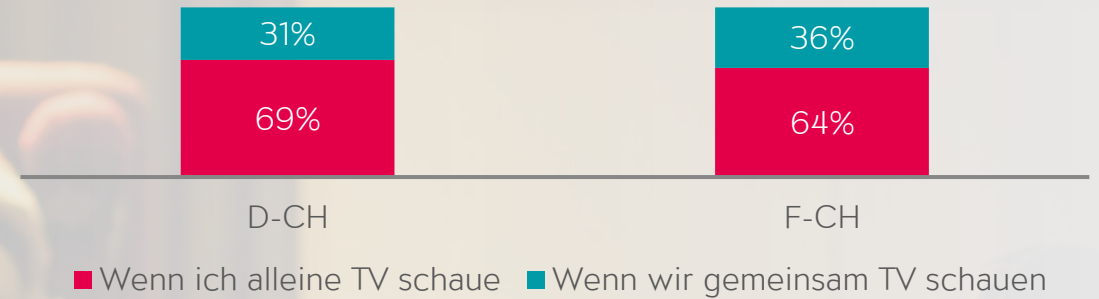 31%
36%
69%
64%
D-CH
F-CH
Wenn ich alleine TV schaue
Wenn wir gemeinsam TV schauen